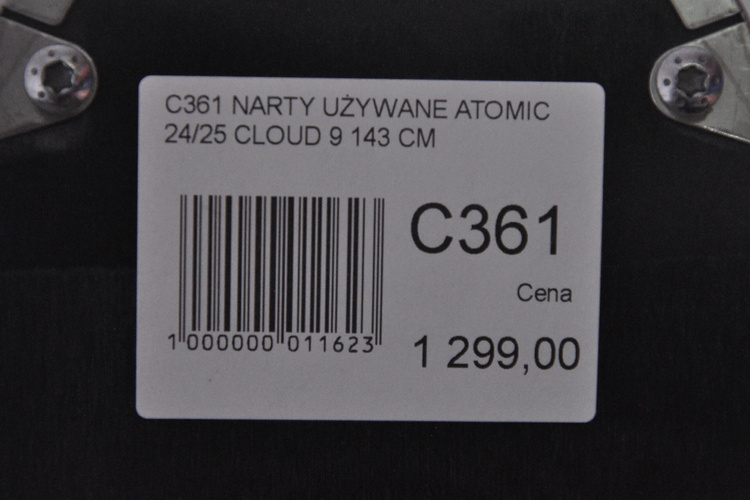 C361 NARTY UŻYWANE ATOMIC
24/25 CLOUD 9 143 CM
C361
Cena
1 299,00
1 000000 011623